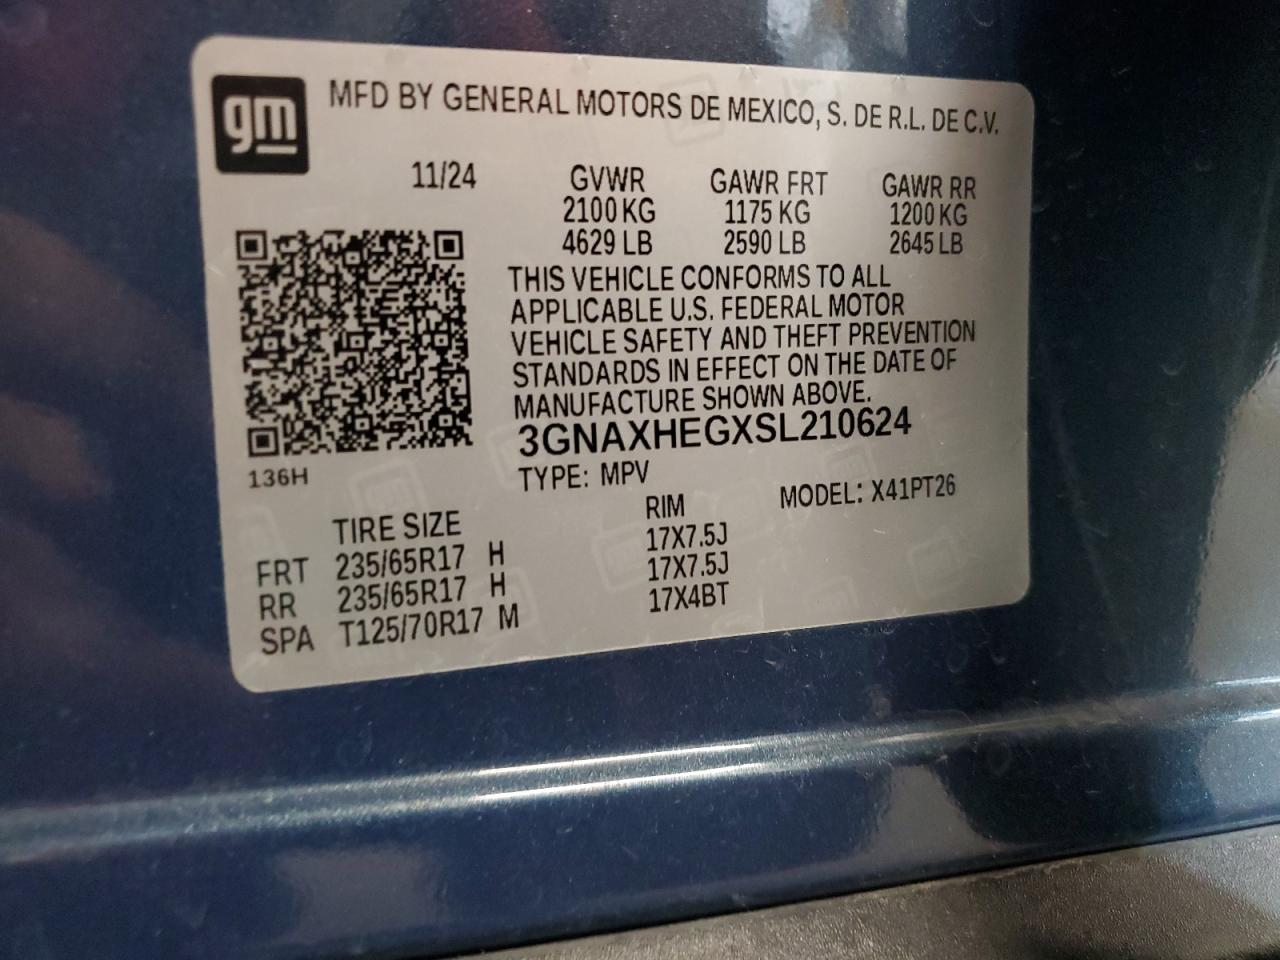 gm
MFD BY GENERAL MOTORS DE MEXICO, S. DE R.L. DE C.V.
11/24 GVWR GAWR FRT GAWR RR
2100 KG 1175 KG 1200 KG
4629 LB 2590 LB 2645 LB
THIS VEHICLE CONFORMS TO ALL
APPLICABLE U.S. FEDERAL MOTOR
VEHICLE SAFETY AND THEFT PREVENTION
STANDARDS IN EFFECT ON THE DATE OF
MANUFACTURE SHOWN ABOVE.
3GNAXHEGXSL210624
136H
TYPE: MPV MODEL: X41PT26
TIRE SIZE RIM
FRT 235/65R17 H 17X7.5J
RR 235/65R17 H 17X7.5J
SPA T125/70R17 M 17X4BT